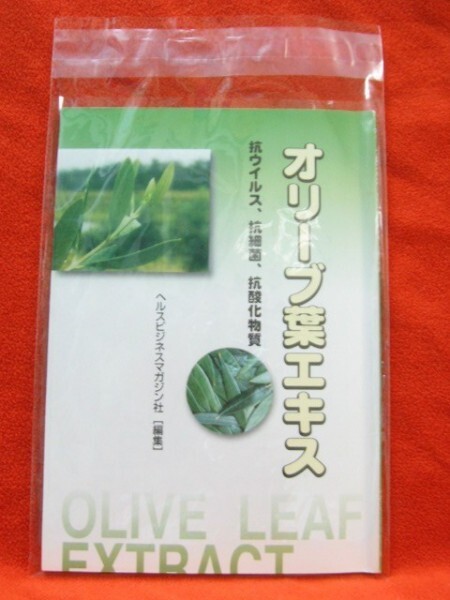 オリーブ葉エキス
抗ウイルス、抗細菌、抗酸化物質
ヘルスビジネスマガジン社［編集］
OLIVE LEAF
EXTRACT